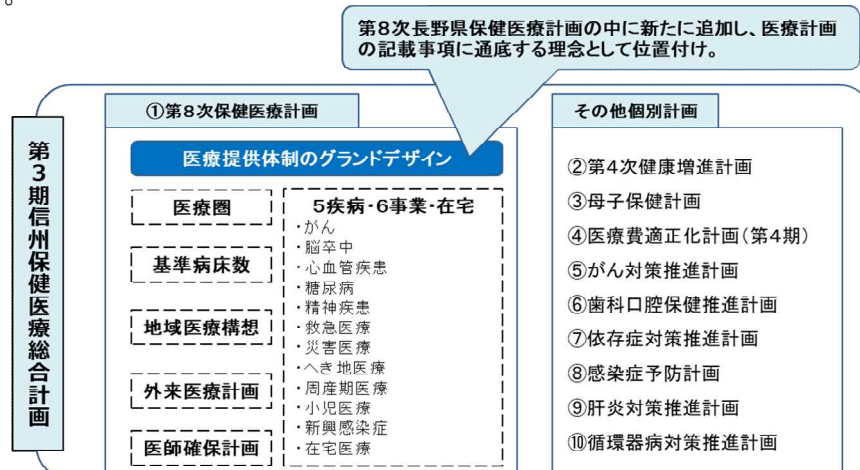 。
第8次長野県保健医療計画の中に新たに追加し、医療計画
の記載事項に通底する理念として位置付け。
第3期信州保健医療総合計画
①第8次保健医療計画
医療提供体制のグランドデザイン
医療圏
基準病床数
地域医療構想
外来医療計画
医師確保計画
5疾病・6事業・在宅
・がん
・脳卒中
・心血管疾患
・糖尿病
・精神疾患
・救急医療
・災害医療
・へき地医療
・周産期医療
・小児医療
・新興感染症
・在宅医療
その他個別計画
②第4次健康増進計画
③母子保健計画
④医療費適正化計画(第4期)
⑤がん対策推進計画
⑥歯科口腔保健推進計画
⑦依存症対策推進計画
⑧感染症予防計画
⑨肝炎対策推進計画
⑩循環器病対策推進計画